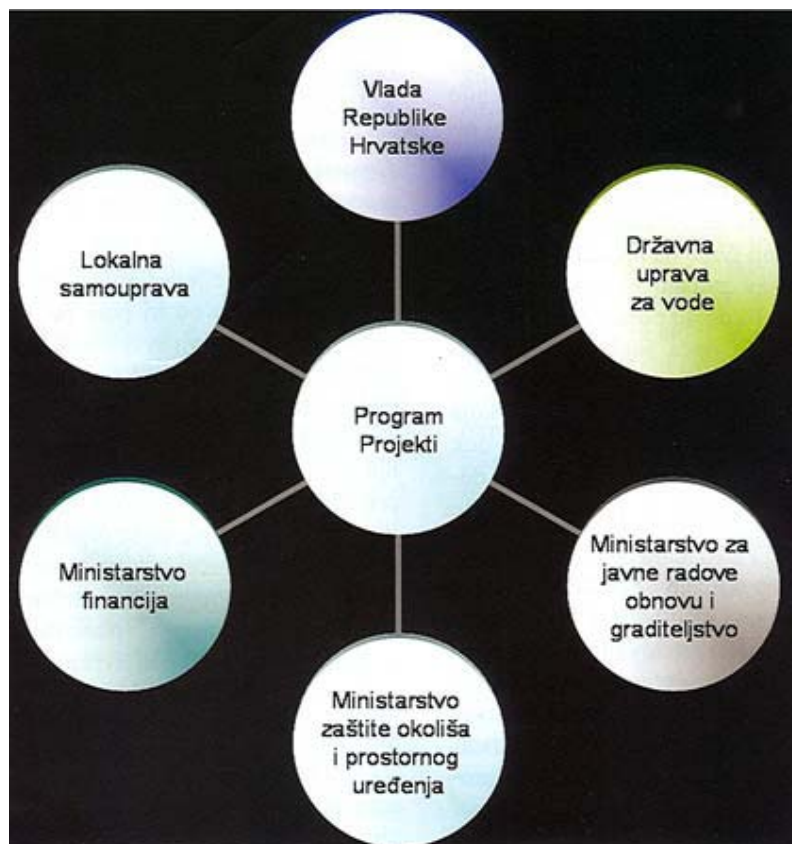 Vlada
Republike
Hrvatske
Lokalna
samouprava
Državna
uprava
za vode
Program
Projekti
Ministarstvo
financija
Ministarstvo za
javne radove
obnovu i
graditeljstvo
Ministarstvo
zaštite okoliša
i prostornog
uređenja